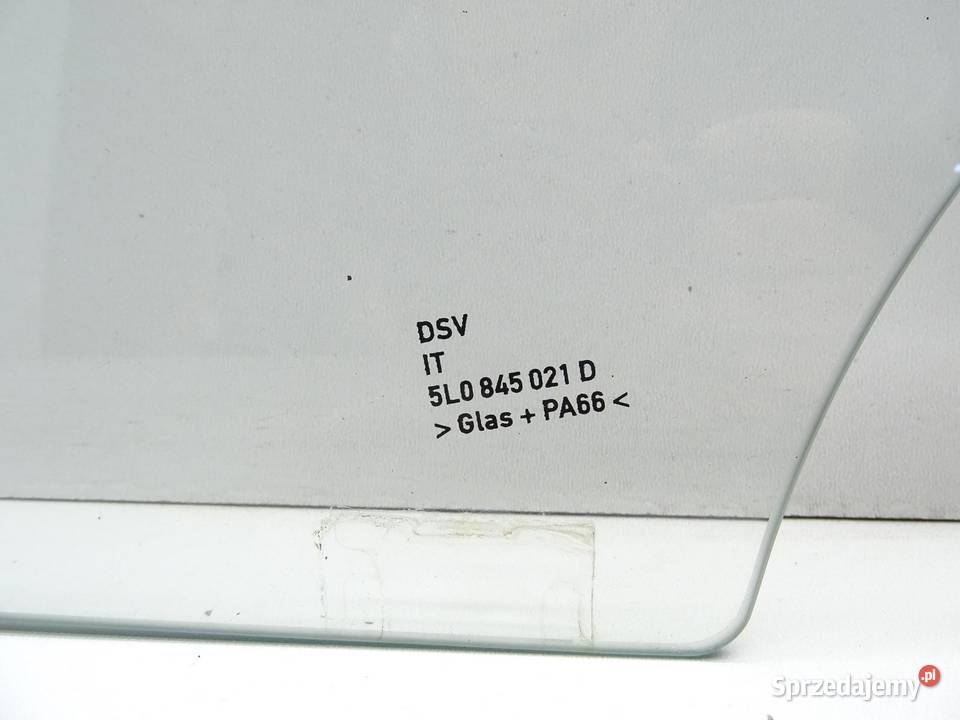 DSV
IT
5L0 845 021 D
> Glas + PA66 <
Sprzedajemy.pl